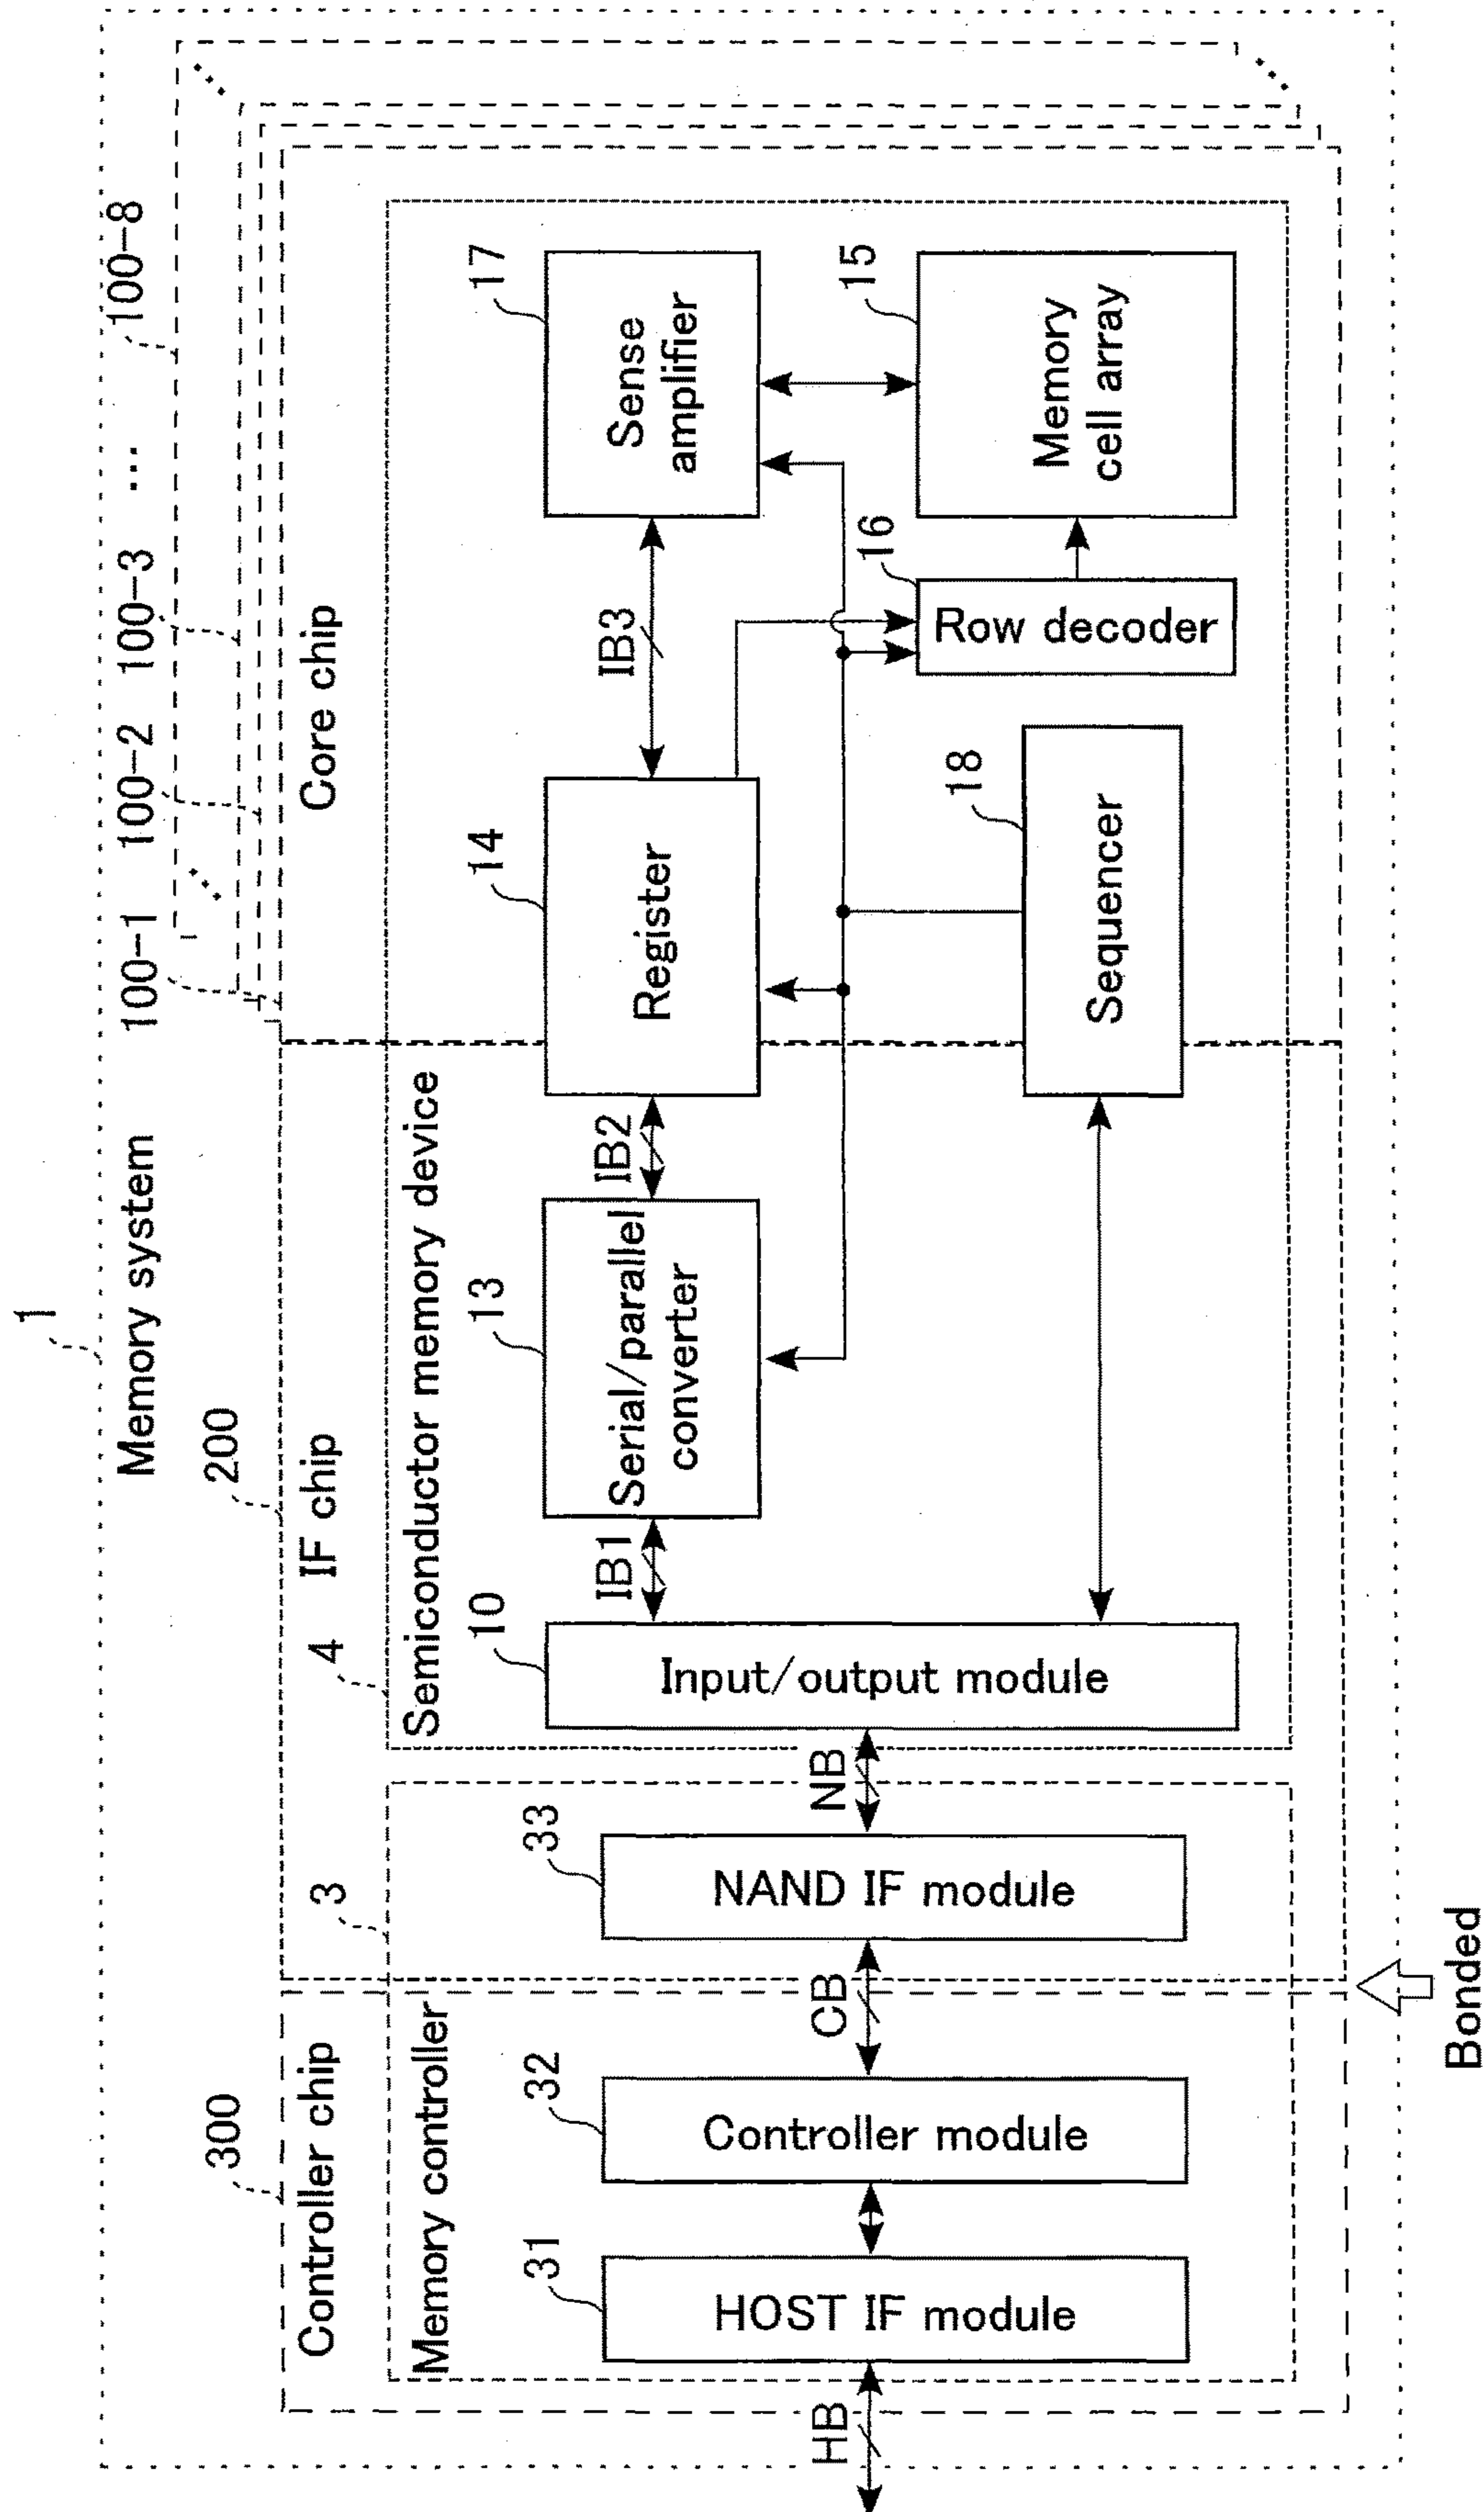 1
Memory system
100-1 100-2 100-3 ... 100-8
300
200
Controller chip
IF chip
Core chip
3
4
Memory controller
Semiconductor memory device
31
HOST IF module
32
Controller module
33
NAND IF module
10
Input/output module
13
Serial/parallel
converter
14
Register
17
Sense
amplifier
HB
CB
NB
IB1
IB2
IB3
18
Sequencer
16
Row decoder
15
Memory
cell array
Bonded